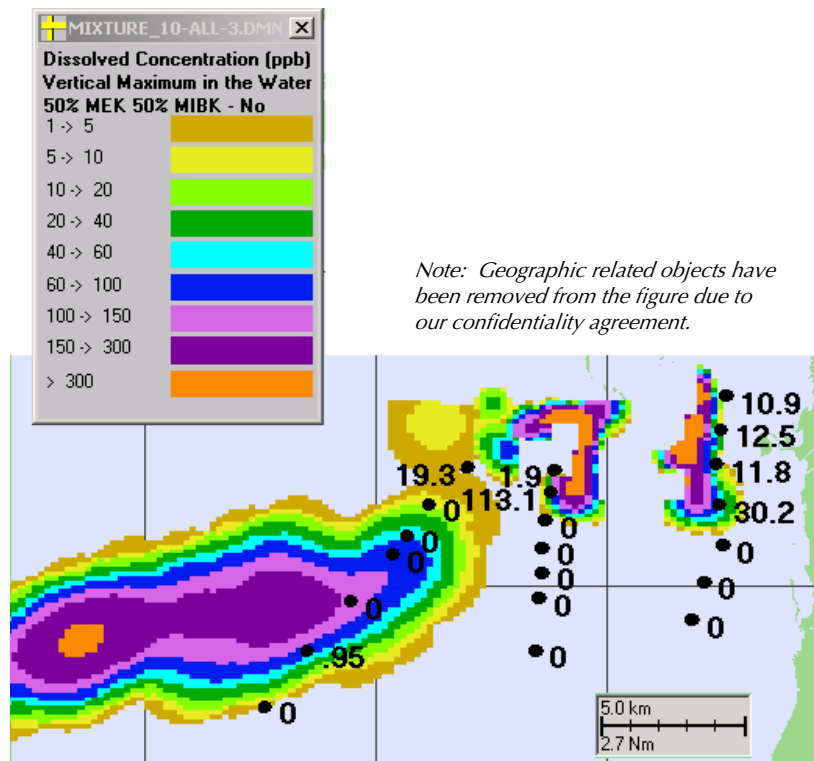 MIXTURE_10-ALL-3.DMN
Dissolved Concentration (ppb)
Vertical Maximum in the Water
50% MEK 50% MIBK - No
1 -> 5
5 -> 10
10 -> 20
20 -> 40
40 -> 60
60 -> 100
100 -> 150
150 -> 300
> 300
Note: Geographic related objects have
been removed from the figure due to
our confidentiality agreement.
10.9
12.5
19.3
1.9
11.8
113.1
0
30.2
0
0
0
0
0
0
0
0
0
0
.95
0
0
0
5.0 km
2.7 Nm